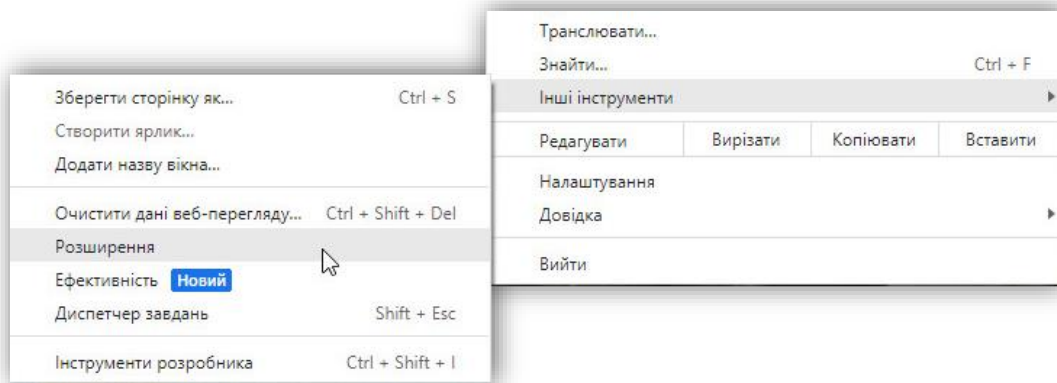 Транслювати...
Знайти... Ctrl + F
Інші інструменти
Редагувати Вирізати Копіювати Вставити
Налаштування
Довідка
Вийти
Зберегти сторінку як... Ctrl + S
Створити ярлик...
Додати назву вікна...
Очистити дані веб-перегляду... Ctrl + Shift + Del
Розширення
Ефективність Новий
Диспетчер завдань Shift + Esc
Інструменти розробника Ctrl + Shift + I